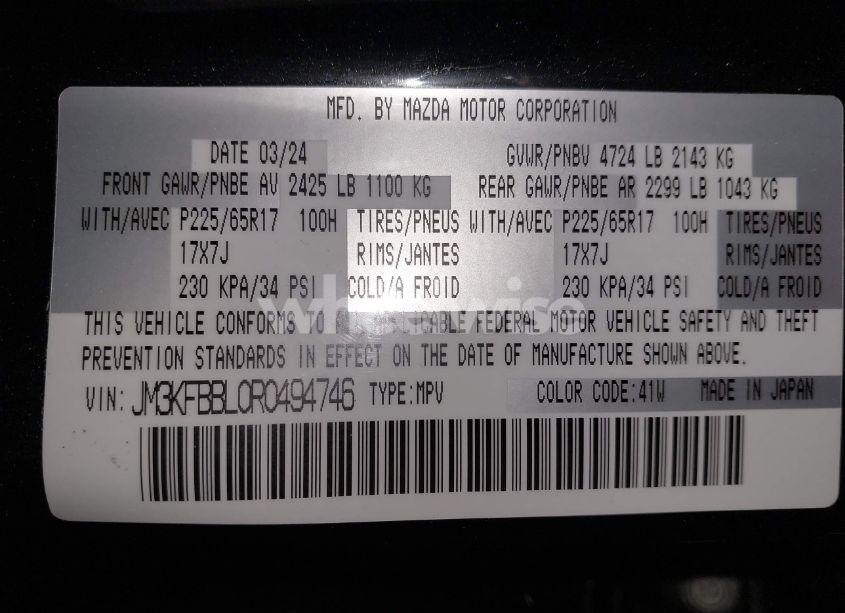 MFD. BY MAZDA MOTOR CORPORATION
DATE 03/24 GVWR/PNBV 4724 LB 2143 KG
FRONT GAWR/PNBE AV 2425 LB 1100 KG REAR GAWR/PNBE AR 2299 LB 1043 KG
WITH/AVEC P225/65R17 100H TIRES/PNEUS WITH/AVEC P225/65R17 100H TIRES/PNEUS
17X7J RIMS/JANTES 17X7J RIMS/JANTES
230 KPA/34 PSI COLD/A FROID 230 KPA/34 PSI COLD/A FROID
THIS VEHICLE CONFORMS TO ALL APPLICABLE FEDERAL MOTOR VEHICLE SAFETY AND THEFT
PREVENTION STANDARDS IN EFFECT ON THE DATE OF MANUFACTURE SHOWN ABOVE.
VIN: JM3KFBBL0R0494746 TYPE:MPV COLOR CODE:41W MADE IN JAPAN